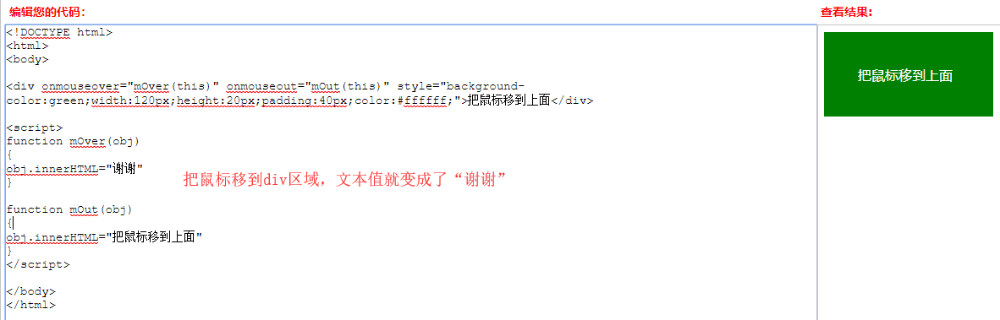 编辑您的代码：
查看结果:
<!DOCTYPE html>
<html>
<body>
<div onmouseover="mOver(this)" onmouseout="mOut(this)" style="background-
color:green;width:120px;height:20px;padding:40px;color:#ffffff;">把鼠标移到上面</div>
把鼠标移到上面
<script>
function mOver(obj)
{
obj.innerHTML="谢谢"
}
把鼠标移到div区域，文本值就变成了“谢谢”
function mOut(obj)
{
obj.innerHTML="把鼠标移到上面"
}
</script>
</body>
</html>